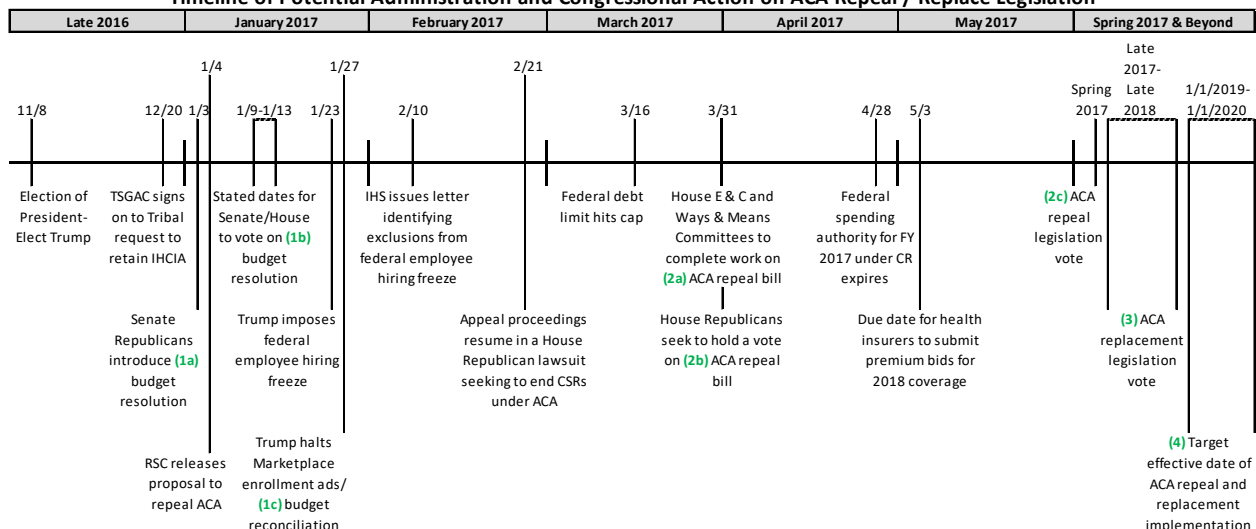 Timeline of Potential Administration and Congressional Action on ACA Repeal / Replace Legislation
Late 2016
January 2017
February 2017
March 2017
April 2017
May 2017
Spring 2017 & Beyond
11/8
12/20
1/3
1/4
1/9-1/13
1/23
1/27
2/10
2/21
3/16
3/31
4/28
5/3
Spring
2017
Late
2017-
Late
2018
1/1/2019-
1/1/2020
Election of
President-
Elect Trump
TSGAC signs
on to Tribal
request to
retain IHCIA
Stated dates for
Senate/House
to vote on (1b)
budget
resolution
IHS issues letter
identifying
exclusions from
federal employee
hiring freeze
Federal debt
limit hits cap
House E & C and
Ways & Means
Committees to
complete work on
(2a) ACA repeal bill
Federal
spending
authority for FY
2017 under CR
expires
(2c) ACA
repeal
legislation
vote
Senate
Republicans
introduce (1a)
budget
resolution
Trump imposes
federal
employee hiring
freeze
Appeal proceedings
resume in a House
Republican lawsuit
seeking to end CSRs
under ACA
House Republicans
seek to hold a vote
on (2b) ACA repeal
bill
Due date for health
insurers to submit
premium bids for
2018 coverage
(3) ACA
replacement
legislation
vote
RSC releases
proposal to
repeal ACA
Trump halts
Marketplace
enrollment ads/
(1c) budget
reconciliation
(4) Target
effective date of
ACA repeal and
replacement
implementation